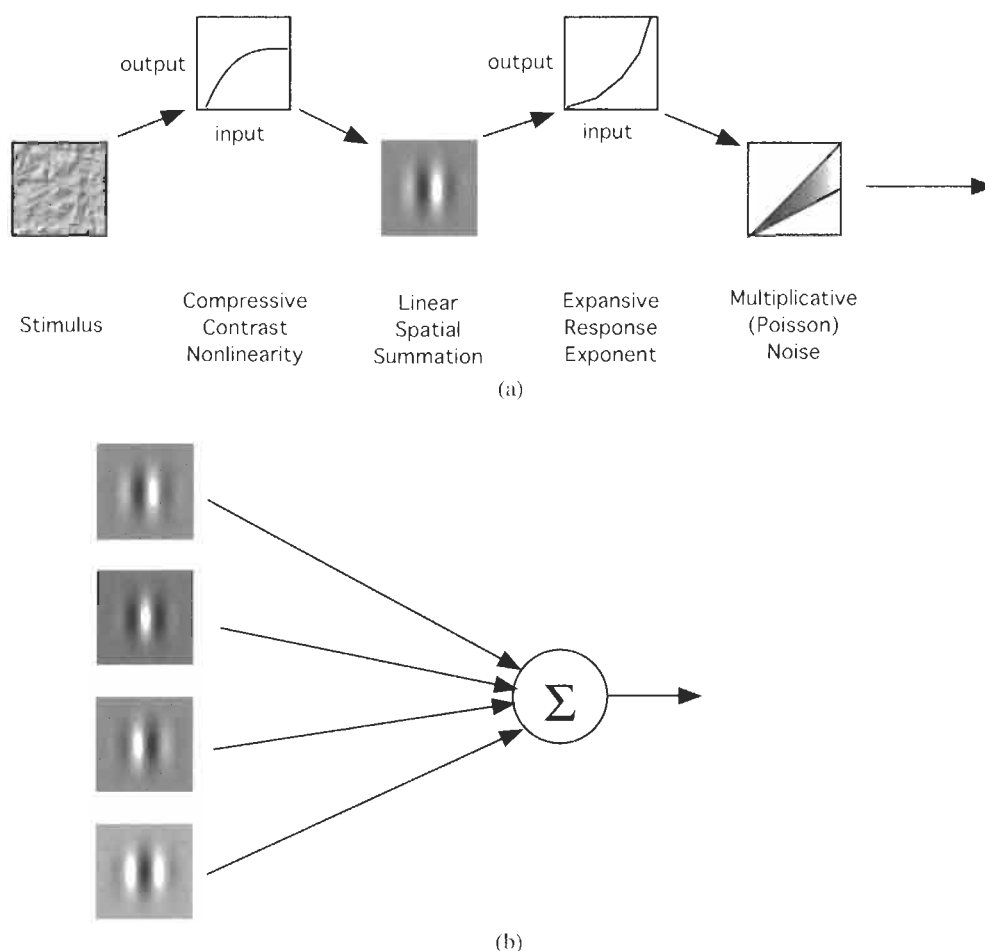 output
input
output
input
Stimulus
Compressive
Contrast
Nonlinearity
Linear
Spatial
Summation
Expansive
Response
Exponent
Multiplicative
(Poisson)
Noise
(a)
Σ
(b)